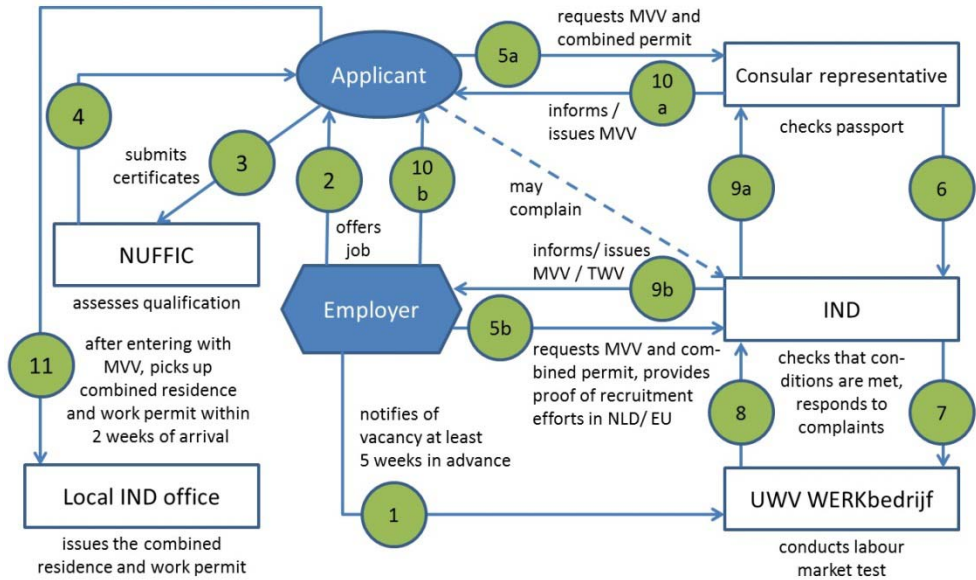 requests MVV and
combined permit
5a
Applicant
Consular representative
10
a
4
informs /
issues MVV
checks passport
submits
certificates
3
2
10
b
9a
6
may
complain
offers
job
NUFFIC
informs/ issues
MVV / TWV
assesses qualification
Employer
9b
IND
5b
11
after entering with
MVV, picks up
combined residence
and work permit within
2 weeks of arrival
requests MVV and com-
bined permit, provides
proof of recruitment
efforts in NLD/ EU
checks that con-
ditions are met,
responds to
complaints
8
7
notifies of
vacancy at least
5 weeks in advance
Local IND office
UWV WERKbedrijf
1
issues the combined
residence and work permit
conducts labour
market test